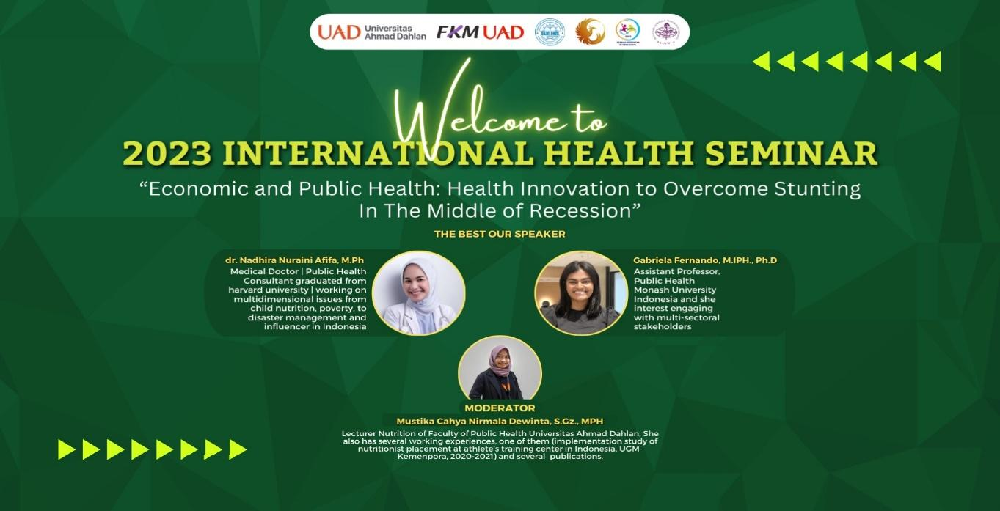 UAD Universitas
Ahmad Dahlan
FKM UAD
Welcome to
2023 INTERNATIONAL HEALTH SEMINAR
“Economic and Public Health: Health Innovation to Overcome Stunting
In The Middle of Recession”
THE BEST OUR SPEAKER
dr. Nadhira Nuraini Afifa, M.Ph
Medical Doctor | Public Health
Consultant graduated from
harvard university | working on
multidimensional issues from
child nutrition, poverty, to
disaster management and
influencer in Indonesia
Gabriela Fernando, M.IPH., Ph.D
Assistant Professor,
Public Health
Monash University
Indonesia and she
interest engaging
with multi-sectoral
stakeholders
MODERATOR
Mustika Cahya Nirmala Dewinta, S.Gz., MPH
Lecturer Nutrition of Faculty of Public Health Universitas Ahmad Dahlan, She
also has several working experiences, one of them (implementation study of
nutritionist placement at athlete's training center in Indonesia, UGM-
Kemenpora, 2020-2021) and several publications.